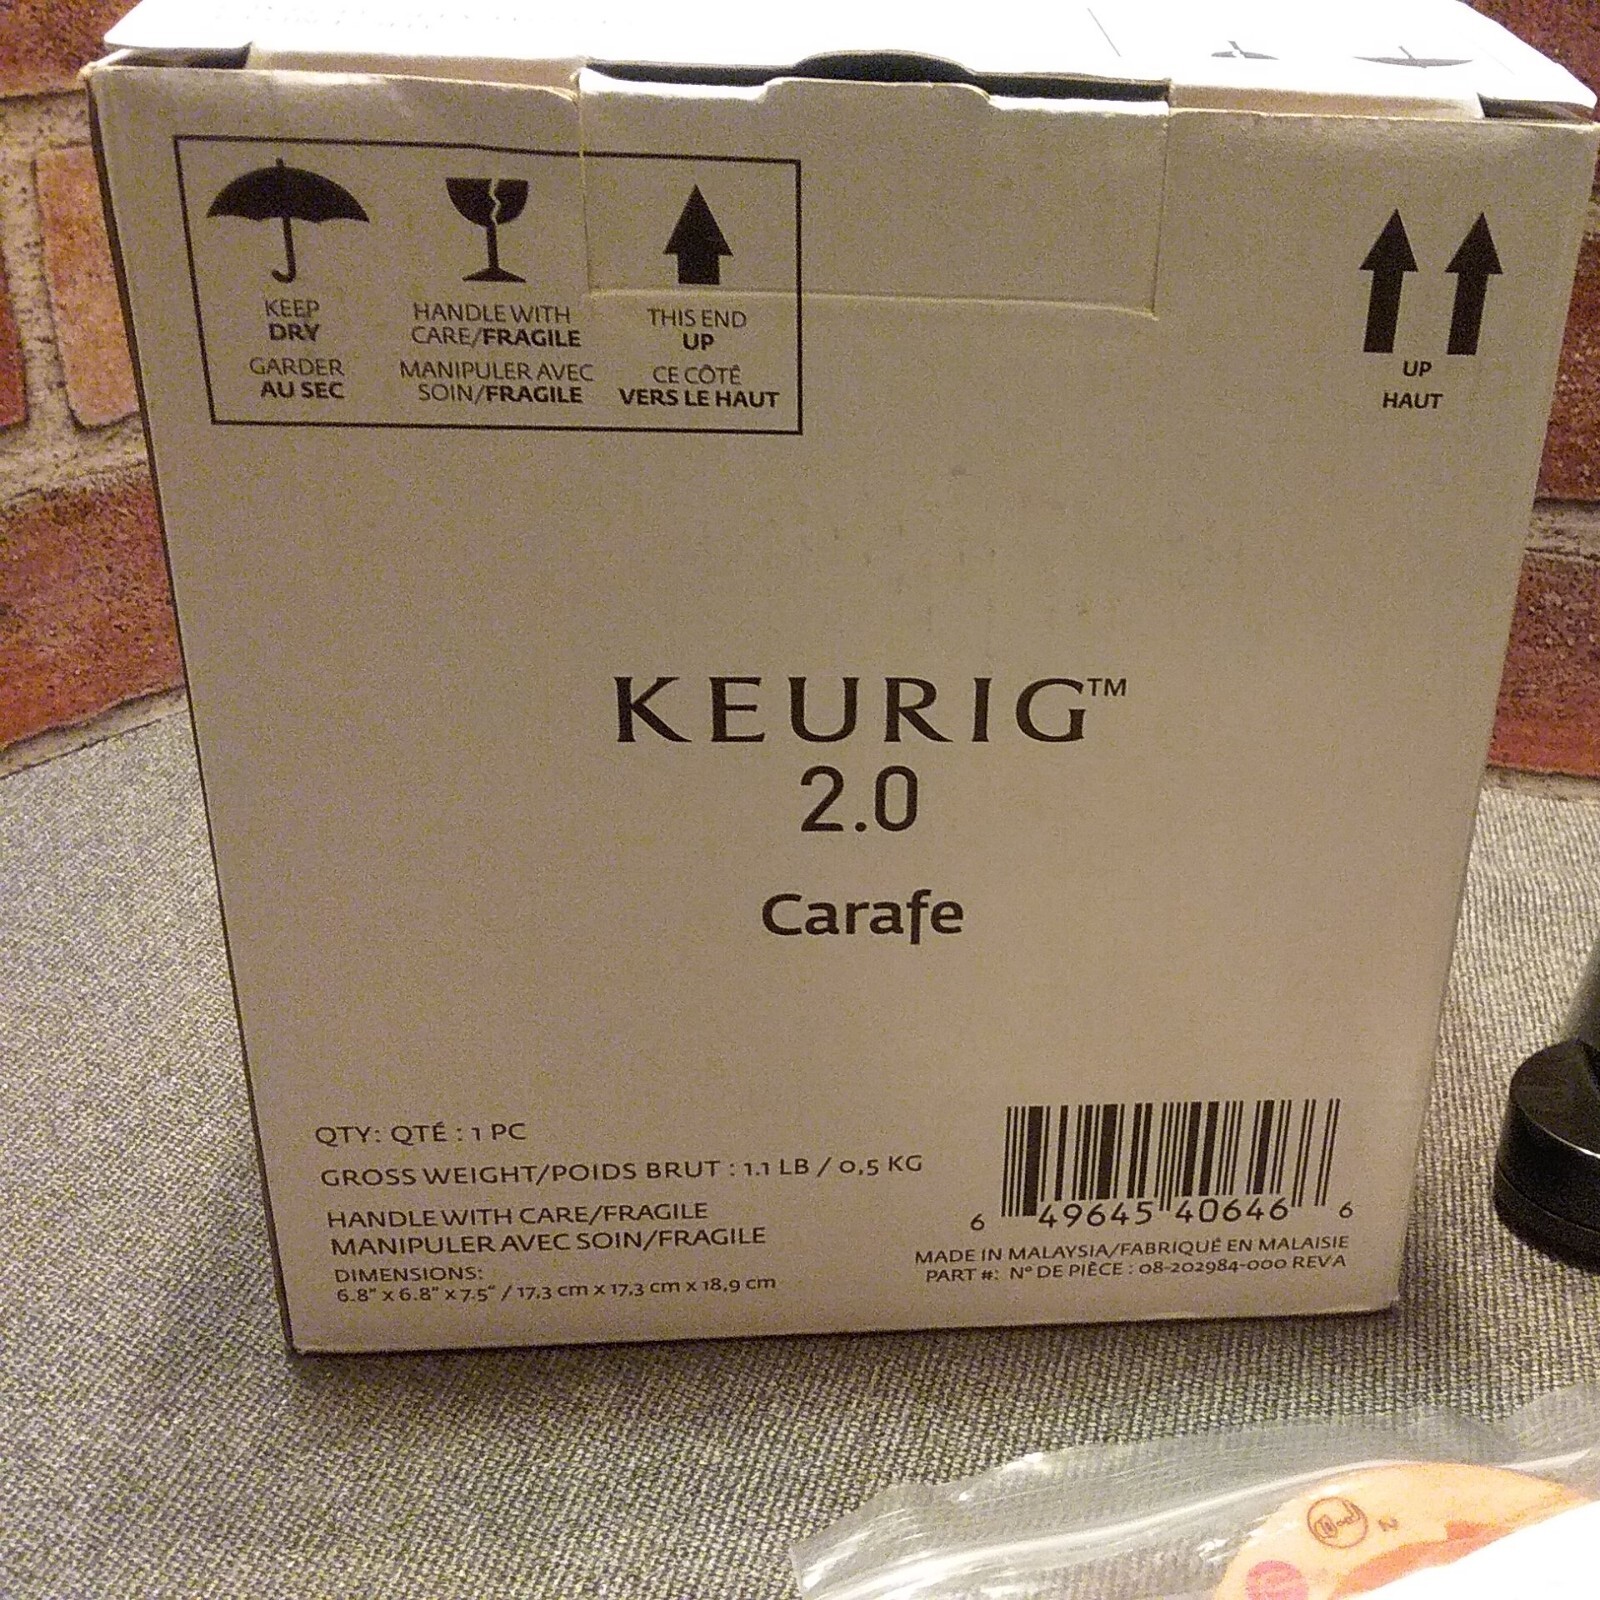 KEEP
DRY
GARDER
AU SEC
HANDLE WITH
CARE/FRAGILE
MANIPULER AVEC
SOIN/FRAGILE
THIS END
UP
CE CÔTÉ
VERS LE HAUT
UP
HAUT
KEURIG™
2.0
Carafe
QTY: QTÉ : 1 PC
GROSS WEIGHT/POIDS BRUT : 1.1 LB / 0,5 KG
HANDLE WITH CARE/FRAGILE
MANIPULER AVEC SOIN/FRAGILE
DIMENSIONS:
6.8" x 6.8" x 7.5" / 17,3 cm x 17,3 cm x 18,9 cm
6 49645 40646 6
MADE IN MALAYSIA/FABRIQUÉ EN MALAISIE
PART #: N° DE PIÈCE : 08-202984-000 REV A